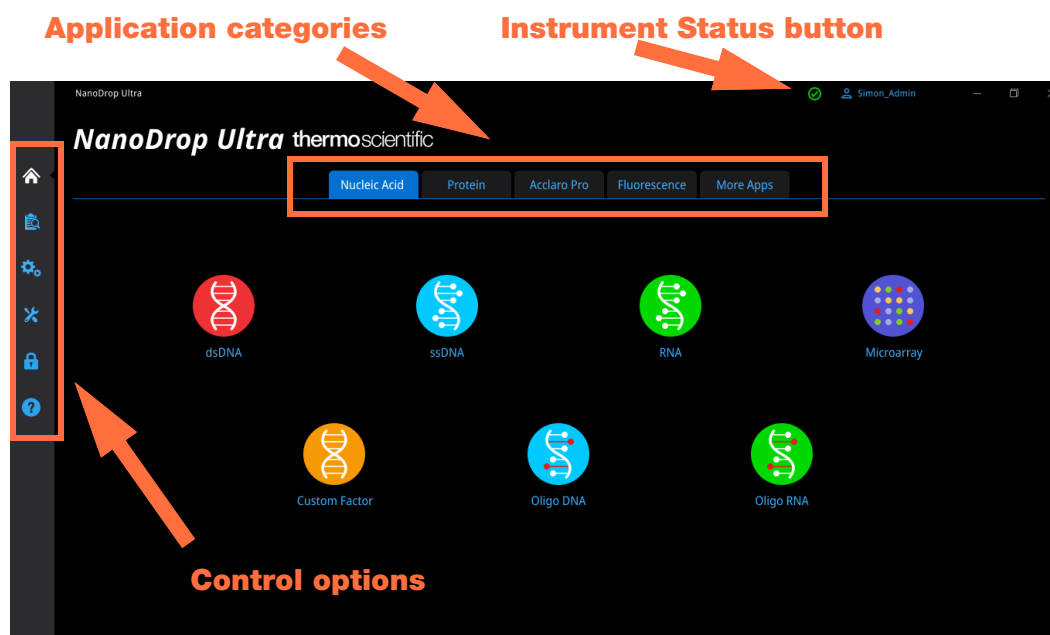 Application categories
Instrument Status button
NanoDrop Ultra
Simon_Admin
NanoDrop Ultra thermoscientific
Nucleic Acid
Protein
Acclaro Pro
Fluorescence
More Apps
dsDNA
ssDNA
RNA
Microarray
Custom Factor
Oligo DNA
Oligo RNA
?
Control options